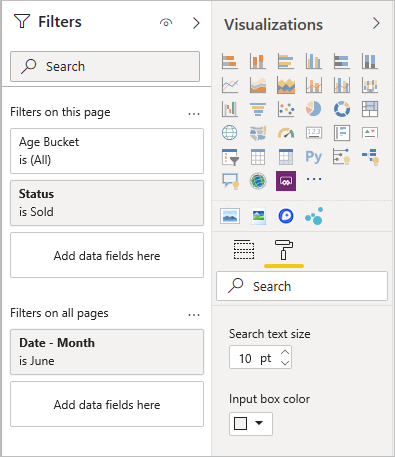 Filters
Search
Filters on this page
...
Age Bucket
is (All)
Status
is Sold
Add data fields here
Filters on all pages
...
Date - Month
is June
Add data fields here
Visualizations
123
R
Py
...
Search
Search text size
10 pt
Input box color